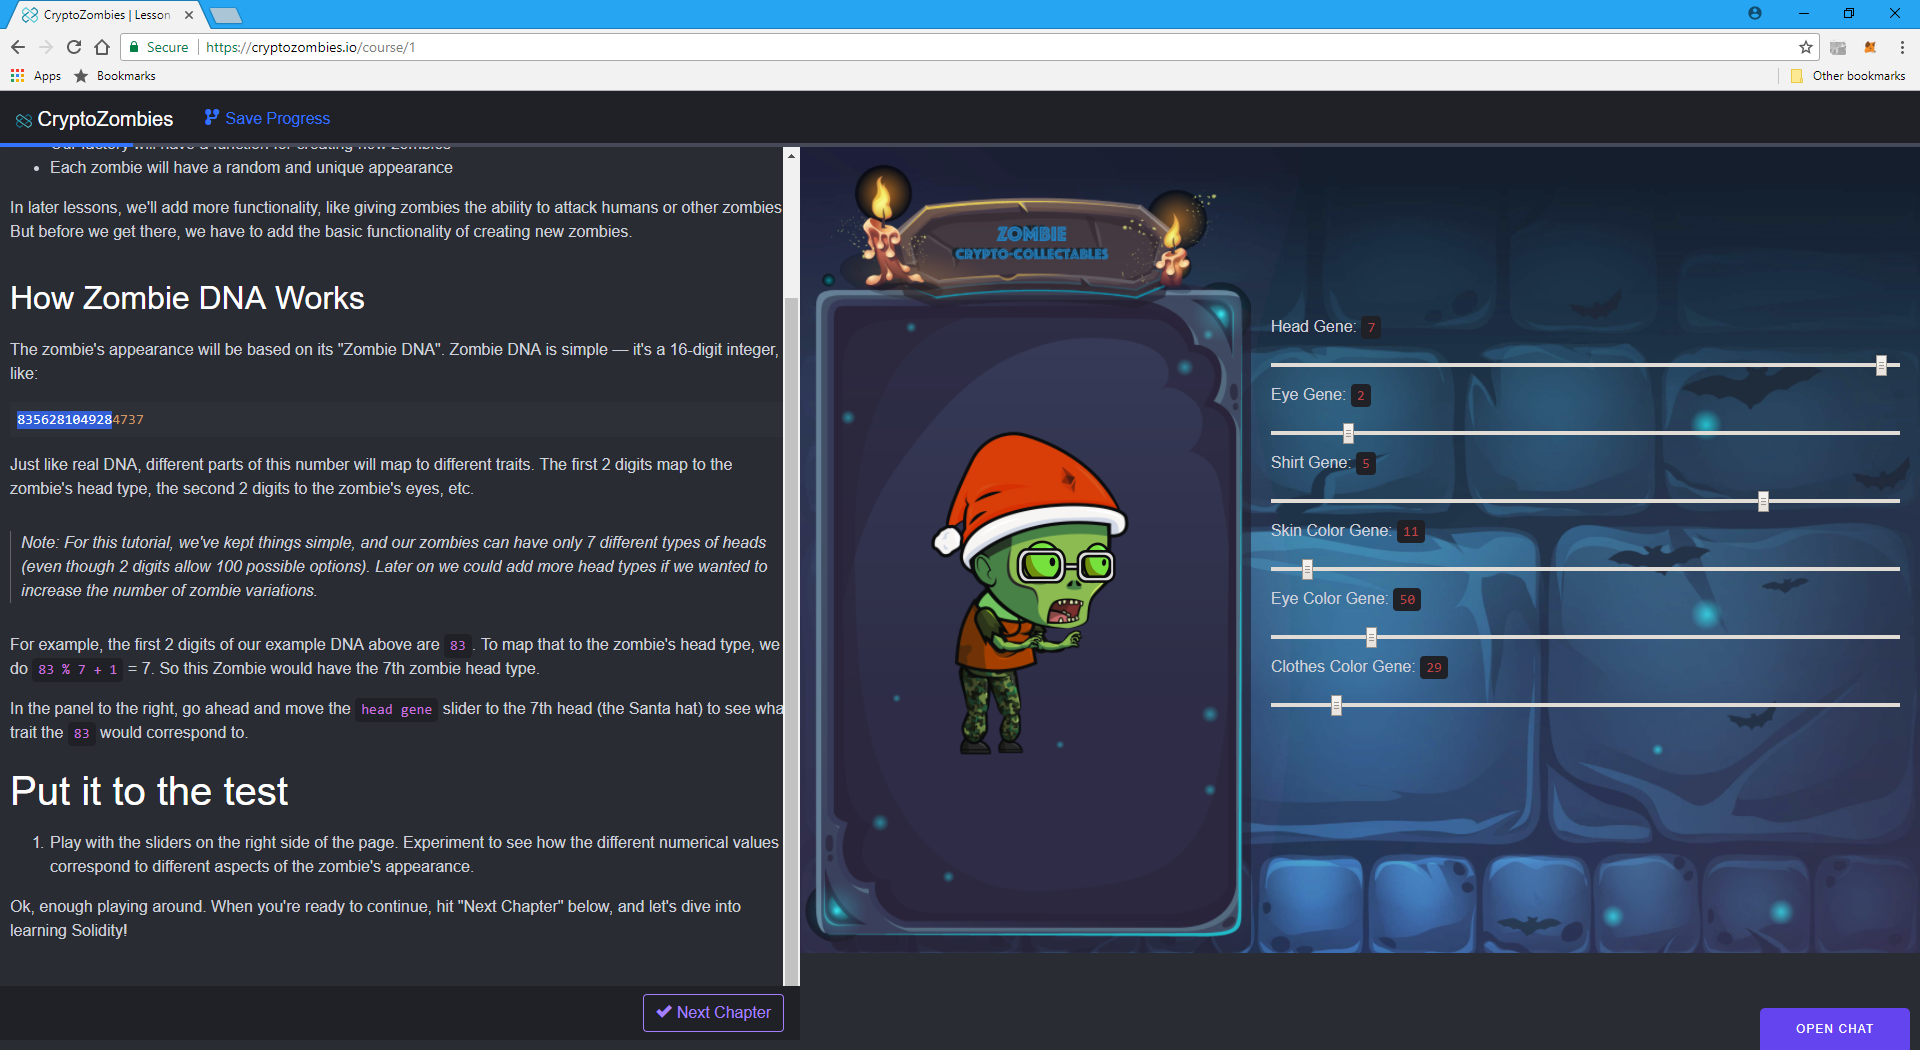 CryptoZombies | Lesson
Secure
https://cryptozombies.io/course/1
Apps
Bookmarks
Other bookmarks
CryptoZombies
Save Progress
Our factory will have a function for creating new zombies
Each zombie will have a random and unique appearance
In later lessons, we'll add more functionality, like giving zombies the ability to attack humans or other zombies
But before we get there, we have to add the basic functionality of creating new zombies.
How Zombie DNA Works
The zombie's appearance will be based on its "Zombie DNA". Zombie DNA is simple — it's a 16-digit integer,
like:
8356281049284737
Just like real DNA, different parts of this number will map to different traits. The first 2 digits map to the
zombie's head type, the second 2 digits to the zombie's eyes, etc.
Note: For this tutorial, we've kept things simple, and our zombies can have only 7 different types of heads
(even though 2 digits allow 100 possible options). Later on we could add more head types if we wanted to
increase the number of zombie variations.
For example, the first 2 digits of our example DNA above are 83 . To map that to the zombie's head type, we
do 83 % 7 + 1 = 7. So this Zombie would have the 7th zombie head type.
In the panel to the right, go ahead and move the head gene slider to the 7th head (the Santa hat) to see wha
trait the 83 would correspond to.
Put it to the test
1. Play with the sliders on the right side of the page. Experiment to see how the different numerical values
correspond to different aspects of the zombie's appearance.
Ok, enough playing around. When you're ready to continue, hit "Next Chapter" below, and let's dive into
learning Solidity!
Next Chapter
ZOMBIE
CRYPTO-COLLECTABLES
Head Gene: 7
Eye Gene: 2
Shirt Gene: 5
Skin Color Gene: 11
Eye Color Gene: 50
Clothes Color Gene: 29
OPEN CHAT